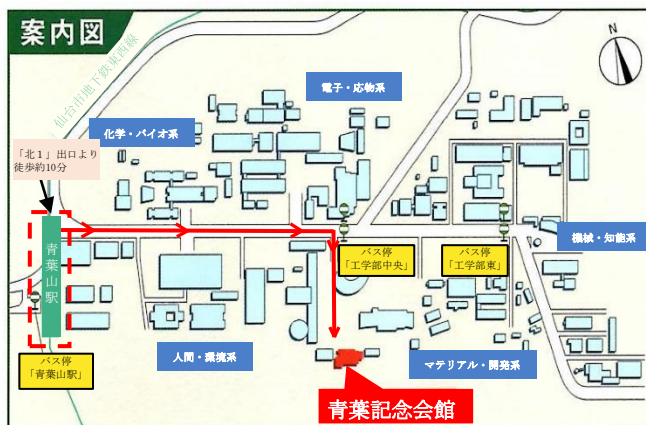 案内図
仙台市地下鉄東西線
N
電子・応物系
化学・バイオ系
「北１」出口より
徒歩約10分
青葉山駅
バス停
「工学部中央」
バス停
「工学部東」
機械・知能系
人間・環境系
マテリアル・開発系
バス停
「青葉山駅」
青葉記念会館